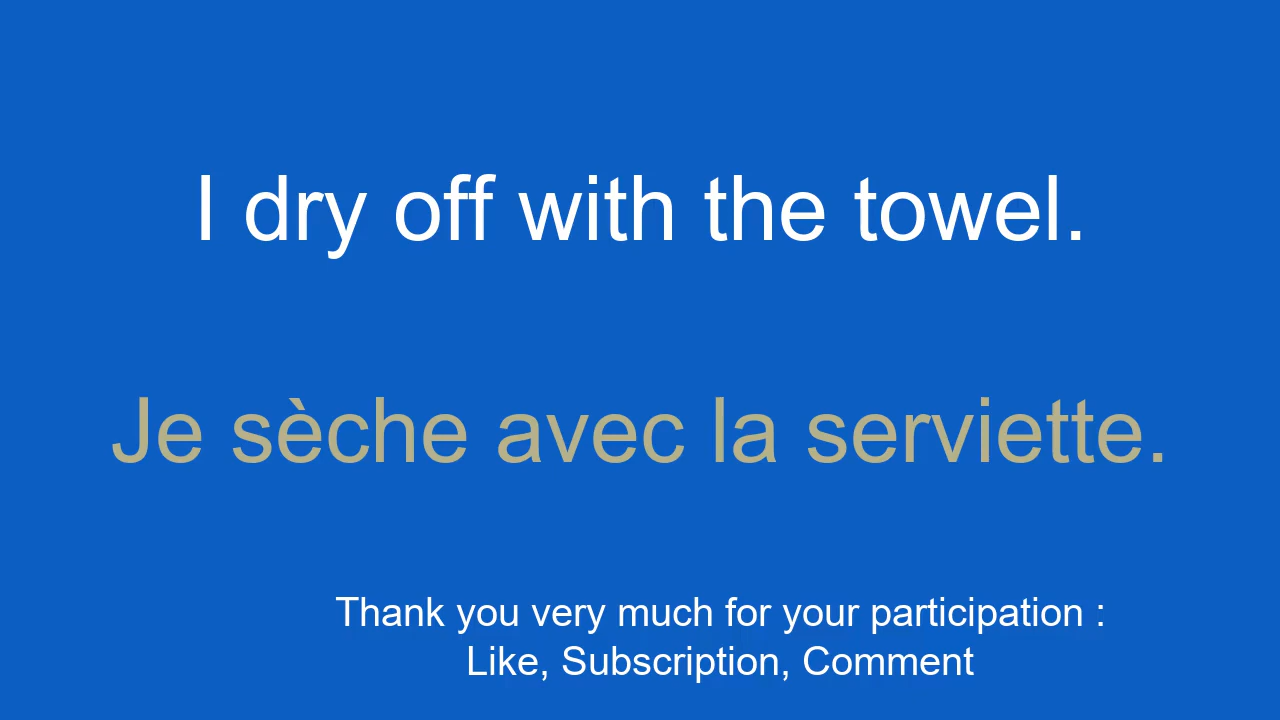 I dry off with the towel.
Je sèche avec la serviette.
Thank you very much for your participation :
Like, Subscription, Comment